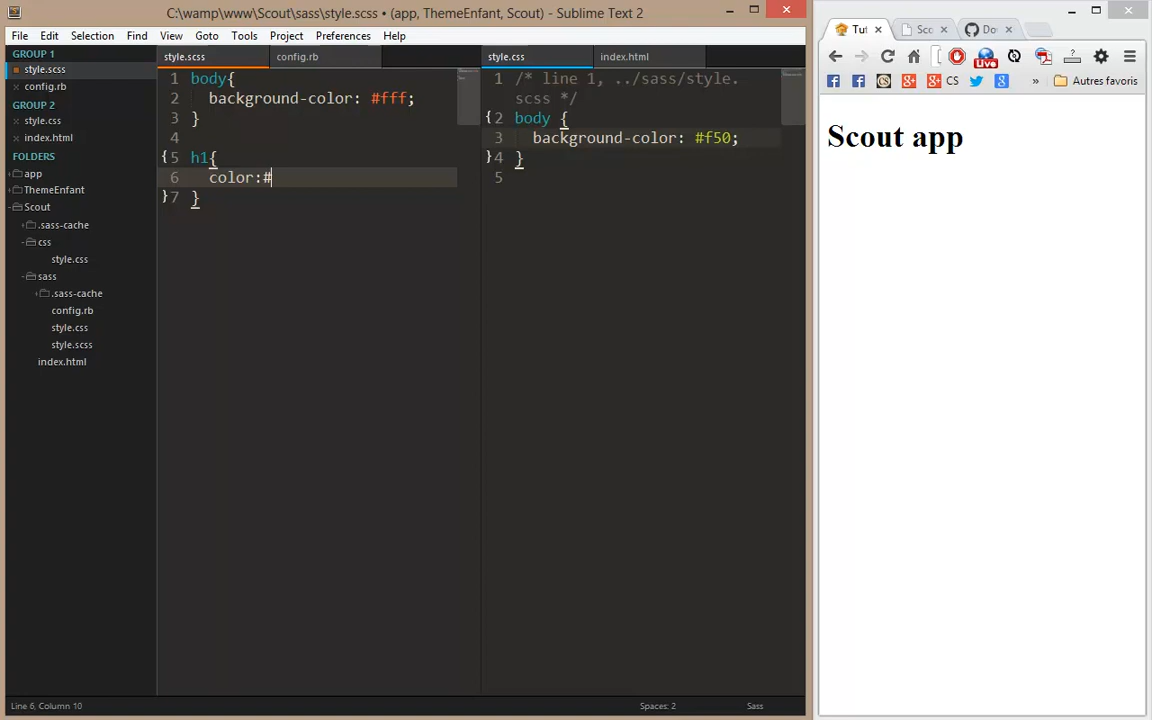 C:\wamp\www\Scout\sass\style.scss • (app, ThemeEnfant, Scout) - Sublime Text 2
File Edit Selection Find View Goto Tools Project Preferences Help
GROUP 1
style.scss
config.rb
GROUP 2
style.css
index.html
FOLDERS
app
ThemeEnfant
Scout
.sass-cache
css
style.css
sass
.sass-cache
config.rb
style.css
style.scss
index.html
style.scss config.rb
1 body{
2 background-color: #fff;
3 }
4
5 h1{
6 color:#
7 }
style.css index.html
1 /* line 1, ../sass/style.
scss */
2 body {
3 background-color: #f50;
4 }
5
Line 6, Column 10 Spaces: 2 Sass
Tut Sco Do
Live
CS Autres favoris
Scout app